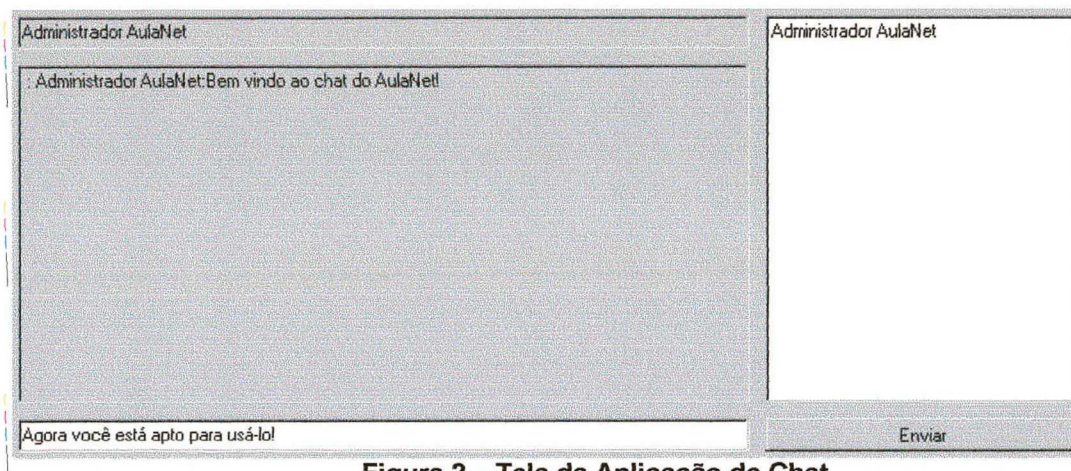 Administrador AulaNet
Administrador AulaNet
: Administrador AulaNet:Bem vindo ao chat do AulaNet!
Agora você está apto para usá-lo!
Enviar
Figura 3 - Tela da Aplicação de Chat